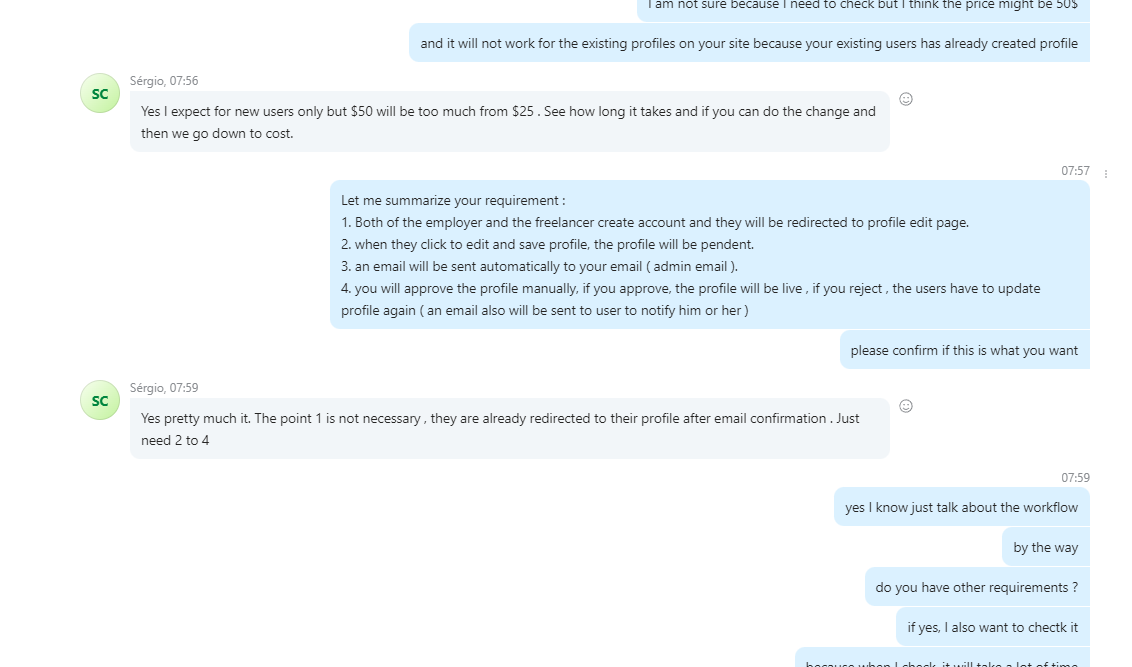 I am not sure because I need to check but I think the price might be 50$
and it will not work for the existing profiles on your site because your existing users has already created profile
Sérgio, 07:56
SC
Yes I expect for new users only but $50 will be too much from $25 . See how long it takes and if you can do the change and
then we go down to cost.
07:57
Let me summarize your requirement :
1. Both of the employer and the freelancer create account and they will be redirected to profile edit page.
2. when they click to edit and save profile, the profile will be pendent.
3. an email will be sent automatically to your email ( admin email ).
4. you will approve the profile manually, if you approve, the profile will be live , if you reject , the users have to update
profile again ( an email also will be sent to user to notify him or her )
please confirm if this is what you want
Sérgio, 07:59
SC
Yes pretty much it. The point 1 is not necessary , they are already redirected to their profile after email confirmation . Just
need 2 to 4
07:59
yes I know just talk about the workflow
by the way
do you have other requirements ?
if yes, I also want to chectk it
because when I check, it will take a lot of time